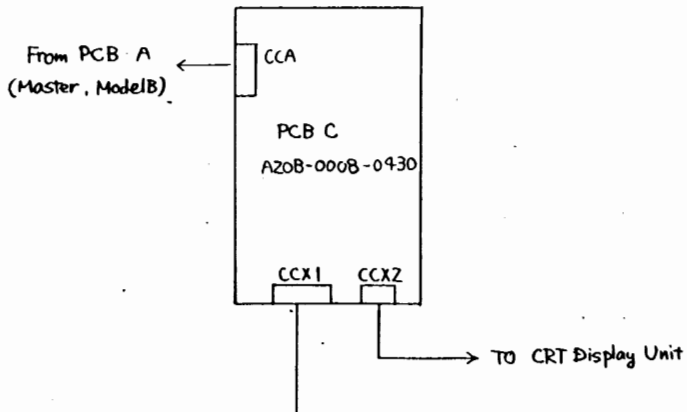 From PCB A
(Master, ModelB)
CCA
PCB C
A20B-0008-0430
CCX1
CCX2
TO CRT Display Unit